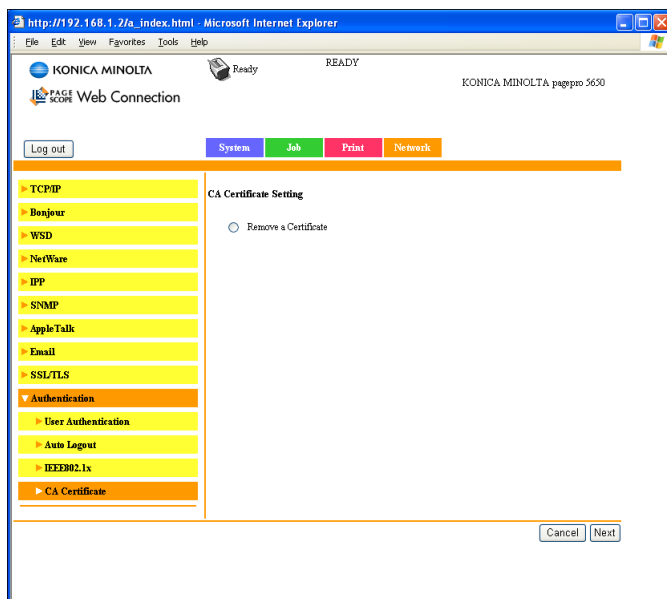 http://192.168.1.2/a_index.html - Microsoft Internet Explorer
File Edit View Favorites Tools Help
KONICA MINOLTA
Ready
READY
KONICA MINOLTA pagepro 5650
PAGE SCOPE Web Connection
Log out
System Job Print Network
TCP/IP
Bonjour
WSD
NetWare
IPP
SNMP
AppleTalk
Email
SSL/TLS
Authentication
User Authentication
Auto Logout
IEEE802.1x
CA Certificate
CA Certificate Setting
Remove a Certificate
Cancel Next